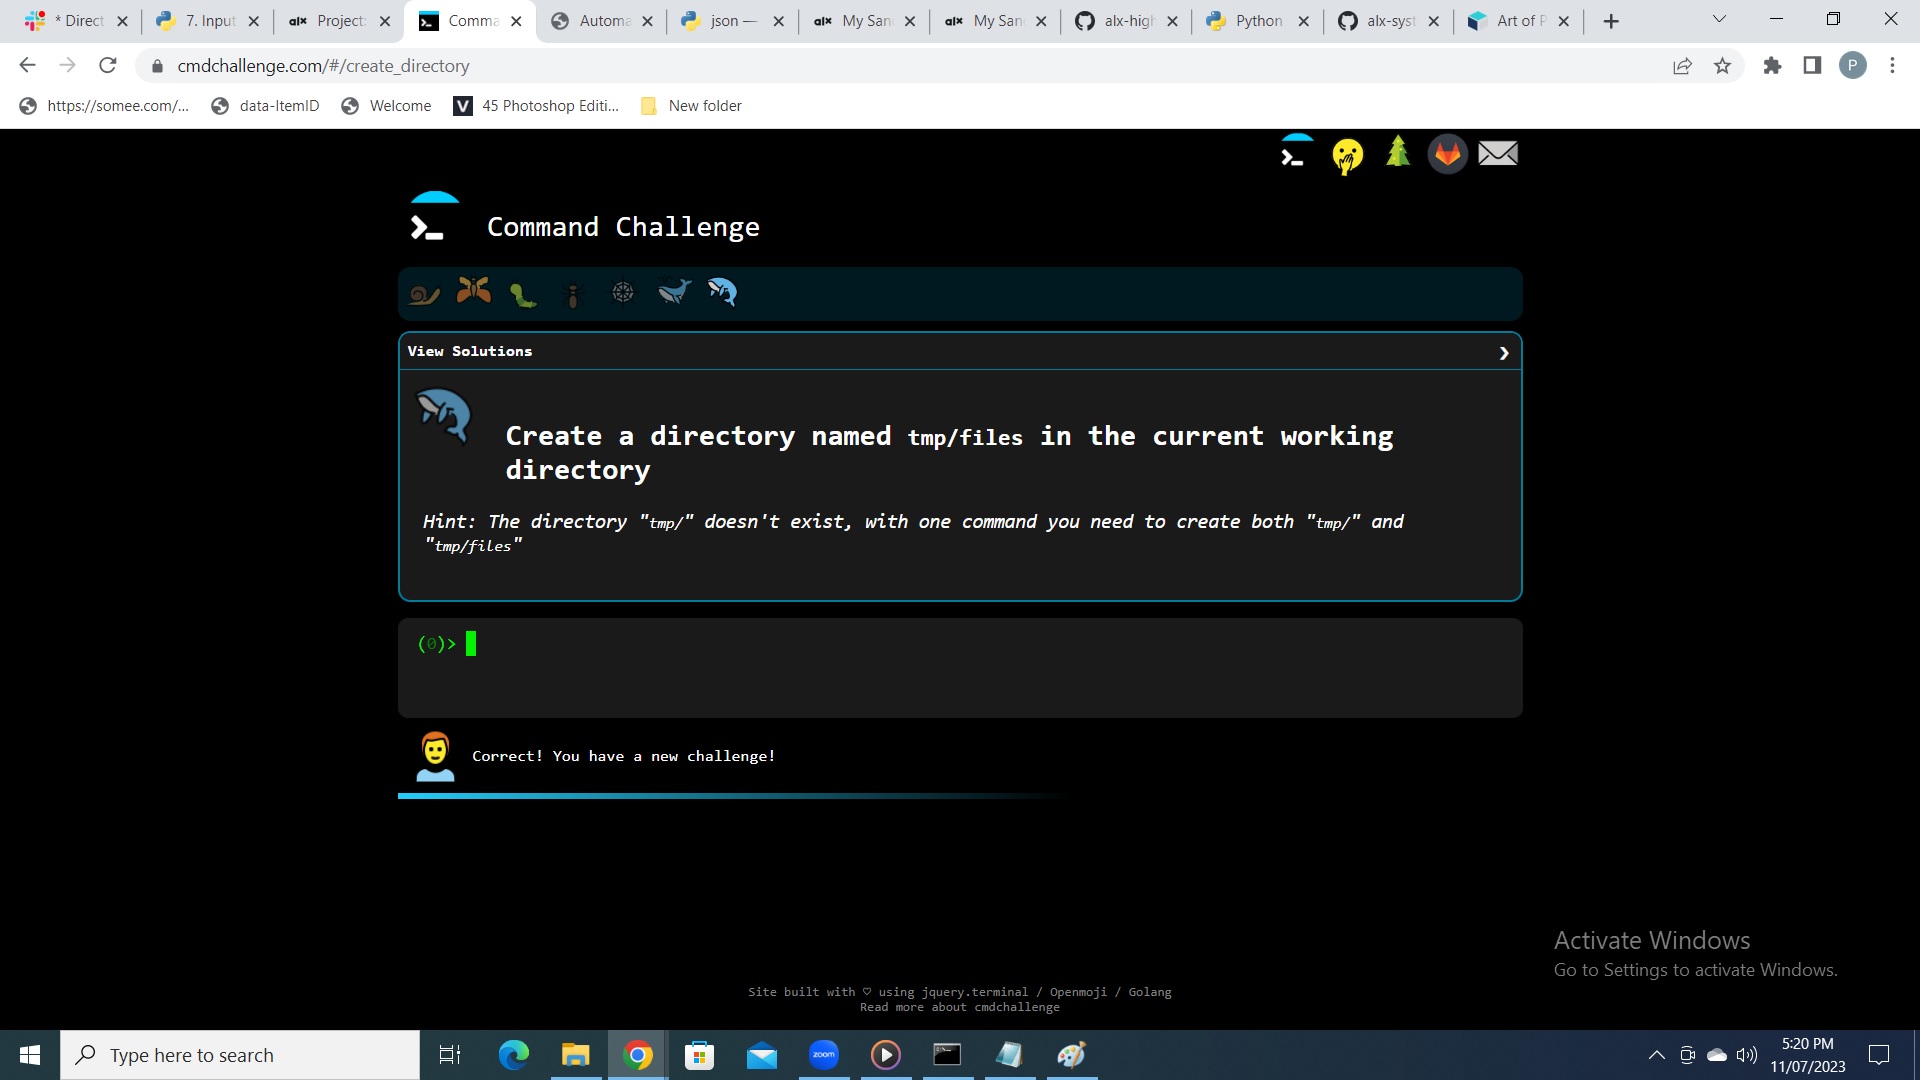 * Direct
7. Input
alx Project:
Comma
Automa
json —
alx My San
alx My San
alx-high
Python
alx-syst
Art of P
cmdchallenge.com/#/create_directory
P
https://somee.com/...
data-ItemID
Welcome
V 45 Photoshop Editi...
New folder
Command Challenge
View Solutions
Create a directory named tmp/files in the current working
directory
Hint: The directory "tmp/" doesn't exist, with one command you need to create both "tmp/" and
"tmp/files"
(0)>
Correct! You have a new challenge!
Activate Windows
Go to Settings to activate Windows.
Site built with ♡ using jquery.terminal / Openmoji / Golang
Read more about cmdchallenge
Type here to search
zoom
5:20 PM
11/07/2023